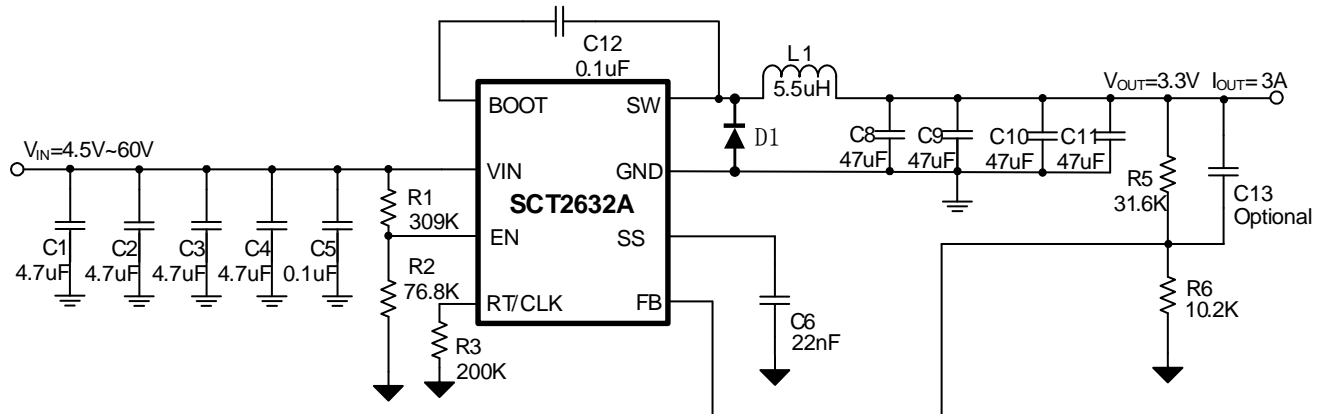 C12
0.1uF
L1
5.5uH
VOUT=3.3V IOUT=3A
BOOT
SW
D1
C8
47uF
C9
47uF
C10
47uF
C11
47uF
VIN=4.5V~60V
VIN
GND
SCT2632A
R1
309K
R5
31.6K
C13
Optional
C1
4.7uF
C2
4.7uF
C3
4.7uF
C4
4.7uF
C5
0.1uF
EN
SS
R2
76.8K
RT/CLK
FB
R6
10.2K
C6
22nF
R3
200K